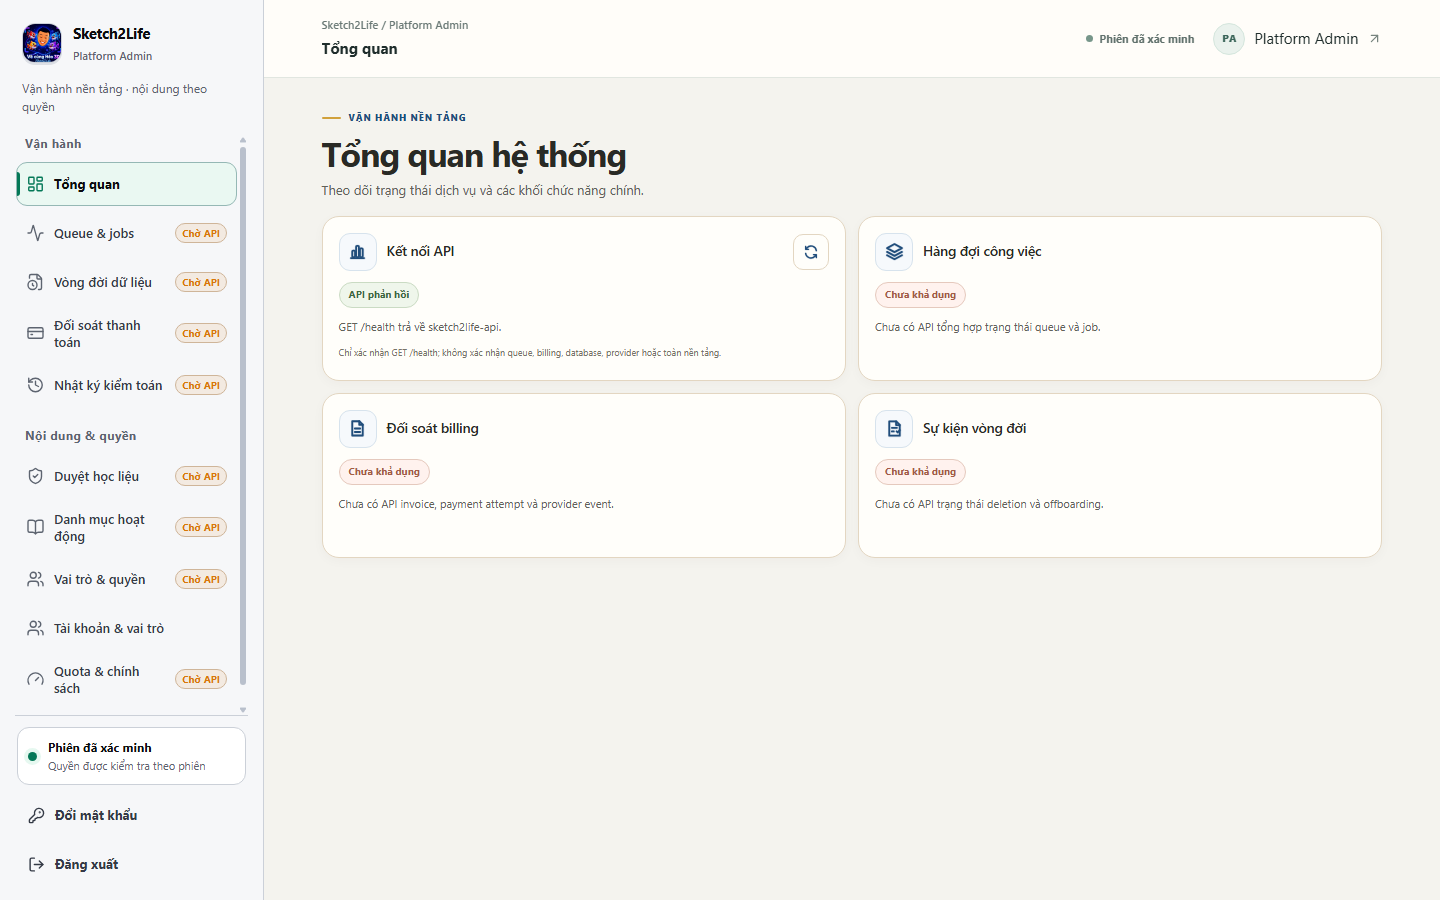 Sketch2Life
Platform Admin
Vận hành nền tảng · nội dung theo
quyền
Vận hành
Tổng quan
Queue & jobs
Chờ API
Vòng đời dữ liệu
Chờ API
Đối soát thanh
toán
Chờ API
Nhật ký kiểm toán
Chờ API
Nội dung & quyền
Duyệt học liệu
Chờ API
Danh mục hoạt
động
Chờ API
Vai trò & quyền
Chờ API
Tài khoản & vai trò
Quota & chính
sách
Chờ API
Phiên đã xác minh
Quyền được kiểm tra theo phiên
Đổi mật khẩu
Đăng xuất
Sketch2Life / Platform Admin
Tổng quan
Phiên đã xác minh
PA
Platform Admin
VẬN HÀNH NỀN TẢNG
Tổng quan hệ thống
Theo dõi trạng thái dịch vụ và các khối chức năng chính.
Kết nối API
API phản hồi
GET /health trả về sketch2life-api.
Chỉ xác nhận GET /health; không xác nhận queue, billing, database, provider hoặc toàn nền tảng.
Hàng đợi công việc
Chưa khả dụng
Chưa có API tổng hợp trạng thái queue và job.
Đối soát billing
Chưa khả dụng
Chưa có API invoice, payment attempt và provider event.
Sự kiện vòng đời
Chưa khả dụng
Chưa có API trạng thái deletion và offboarding.